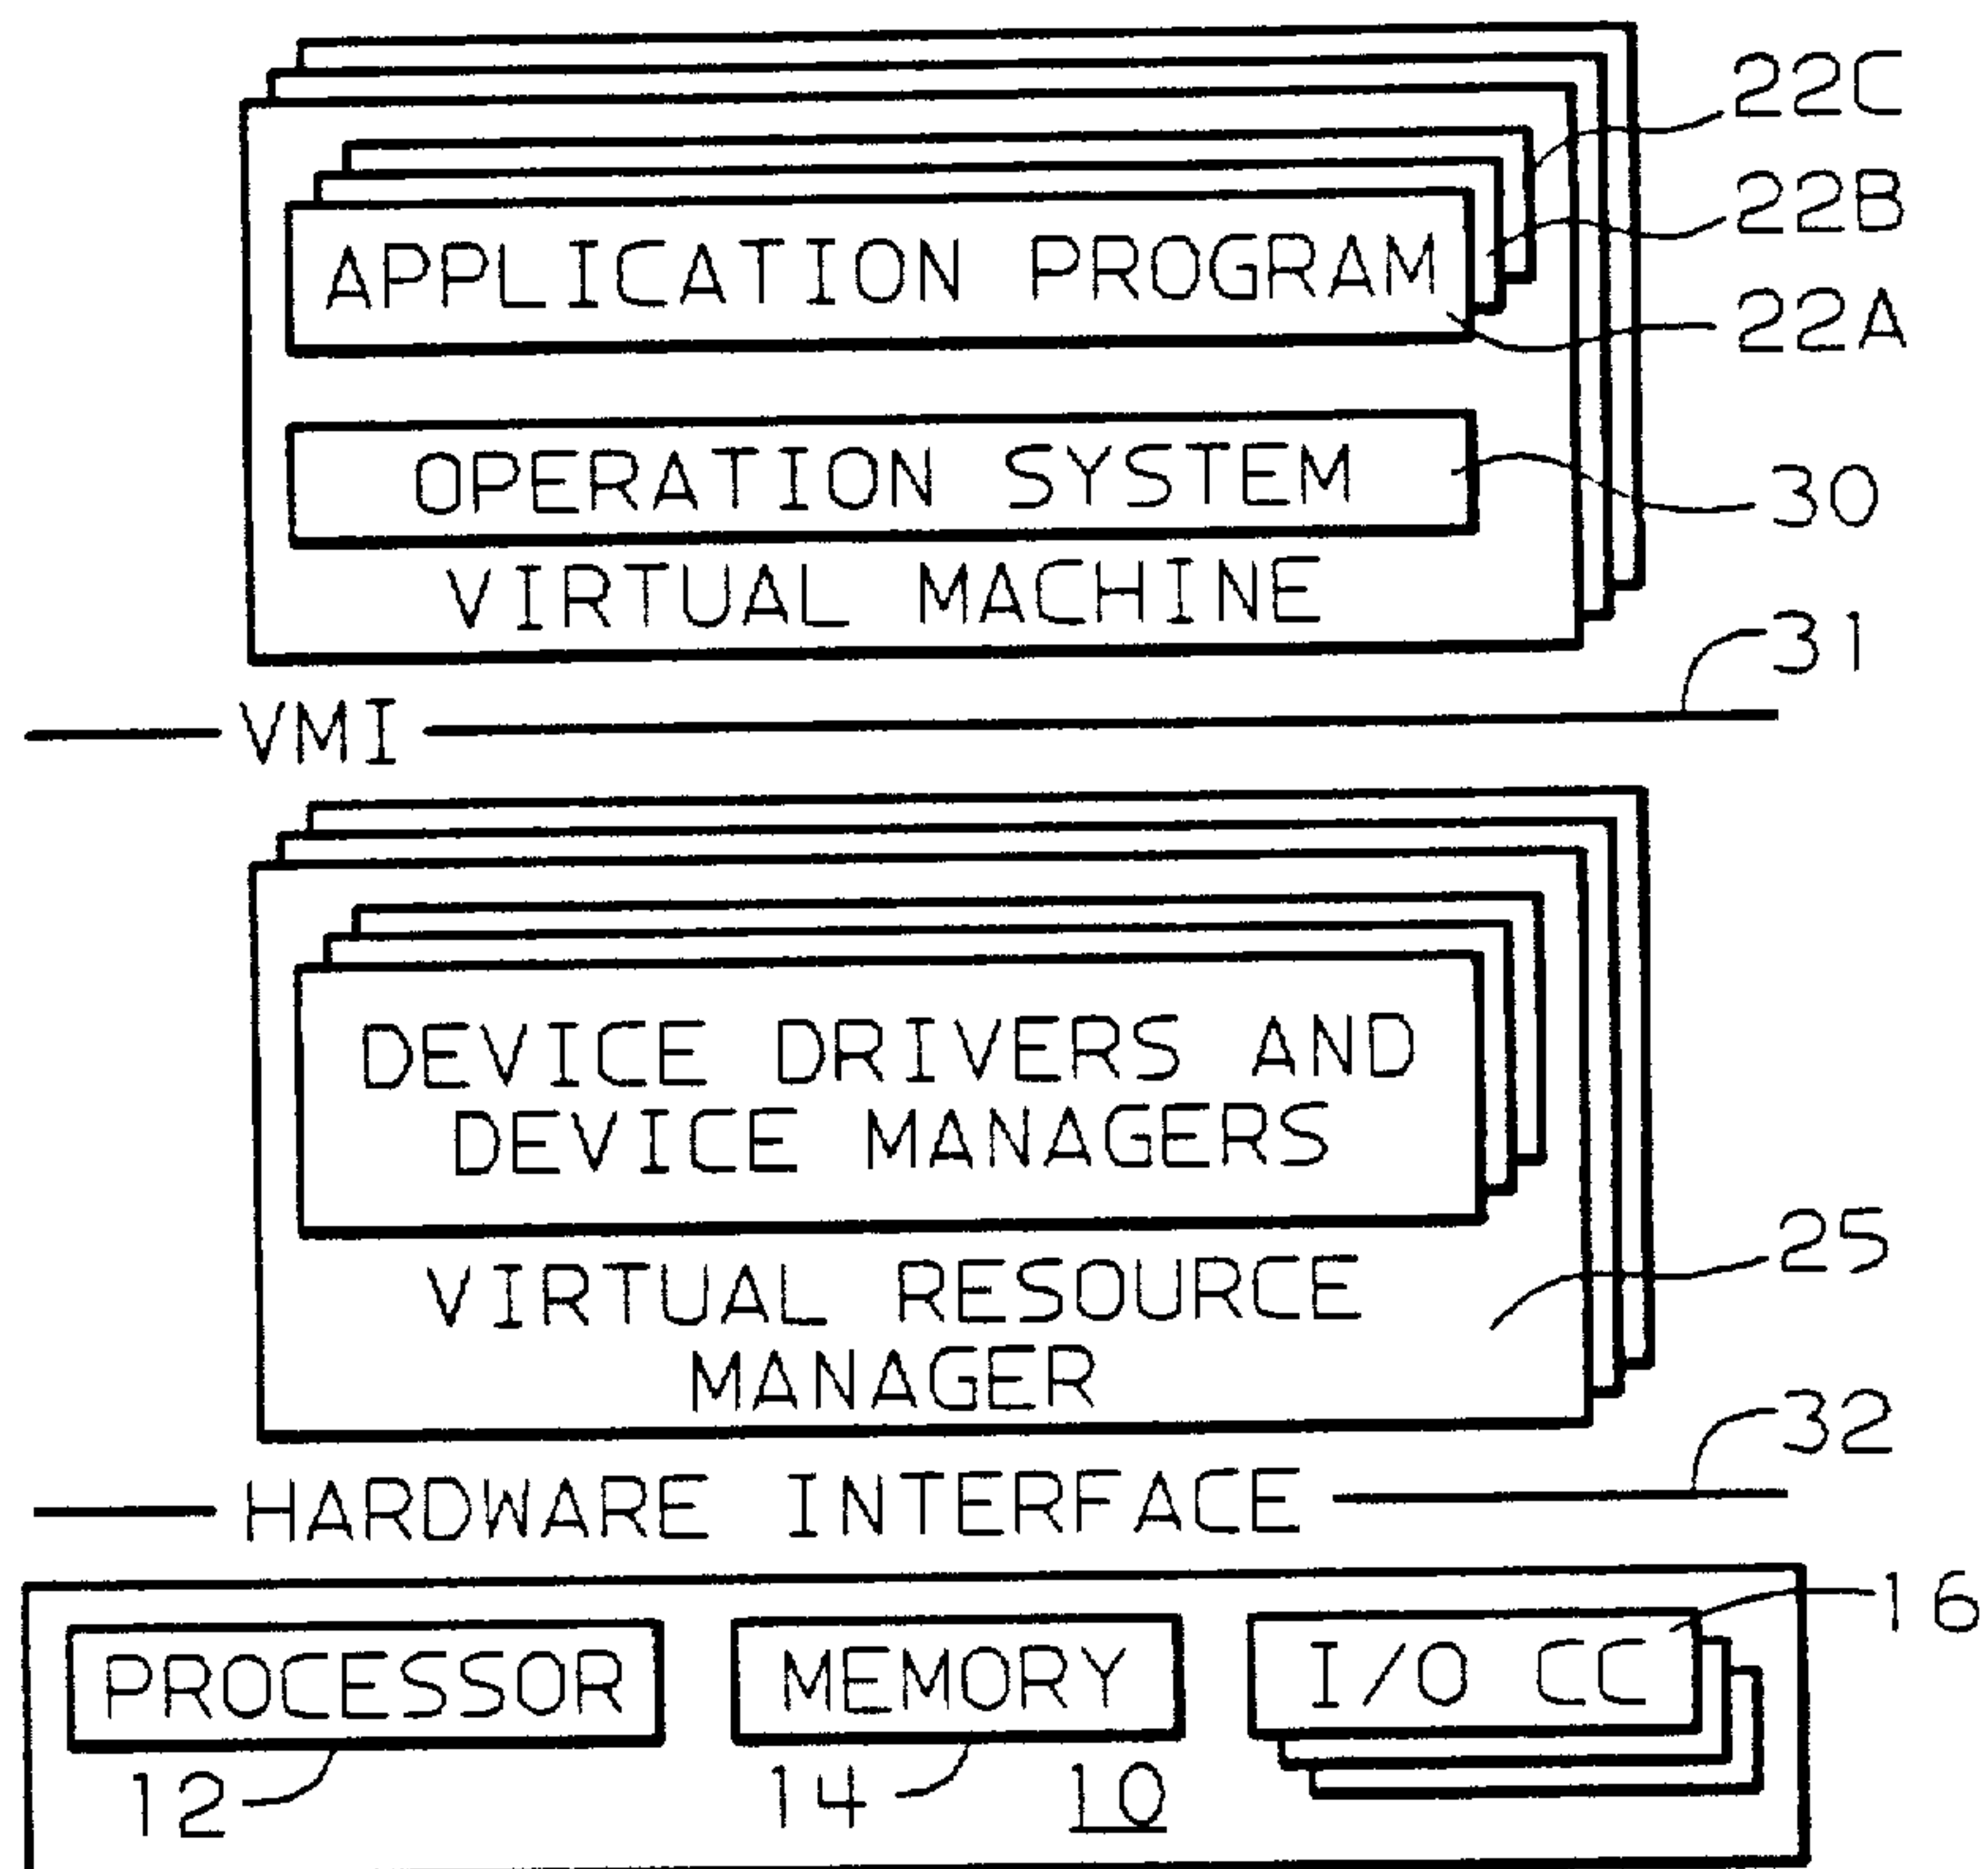 22C
22B
APPLICATION PROGRAM
22A
OPERATION SYSTEM
30
VIRTUAL MACHINE
31
VMI
DEVICE DRIVERS AND
DEVICE MANAGERS
25
VIRTUAL RESOURCE
MANAGER
32
HARDWARE INTERFACE
16
PROCESSOR
MEMORY
I/O CC
12
14
10